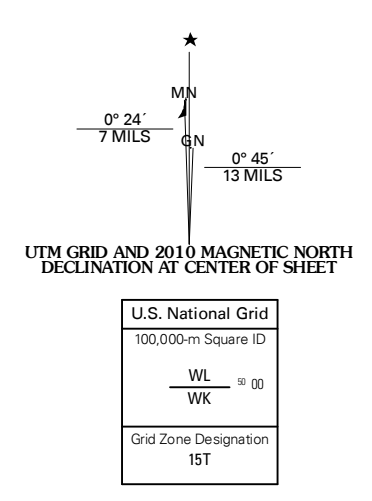 ★
MN
0° 24´
7 MILS
GN
0° 45´
13 MILS
UTM GRID AND 2010 MAGNETIC NORTH
DECLINATION AT CENTER OF SHEET
U.S. National Grid
100,000-m Square ID
WL
50 00
WK
Grid Zone Designation
15T